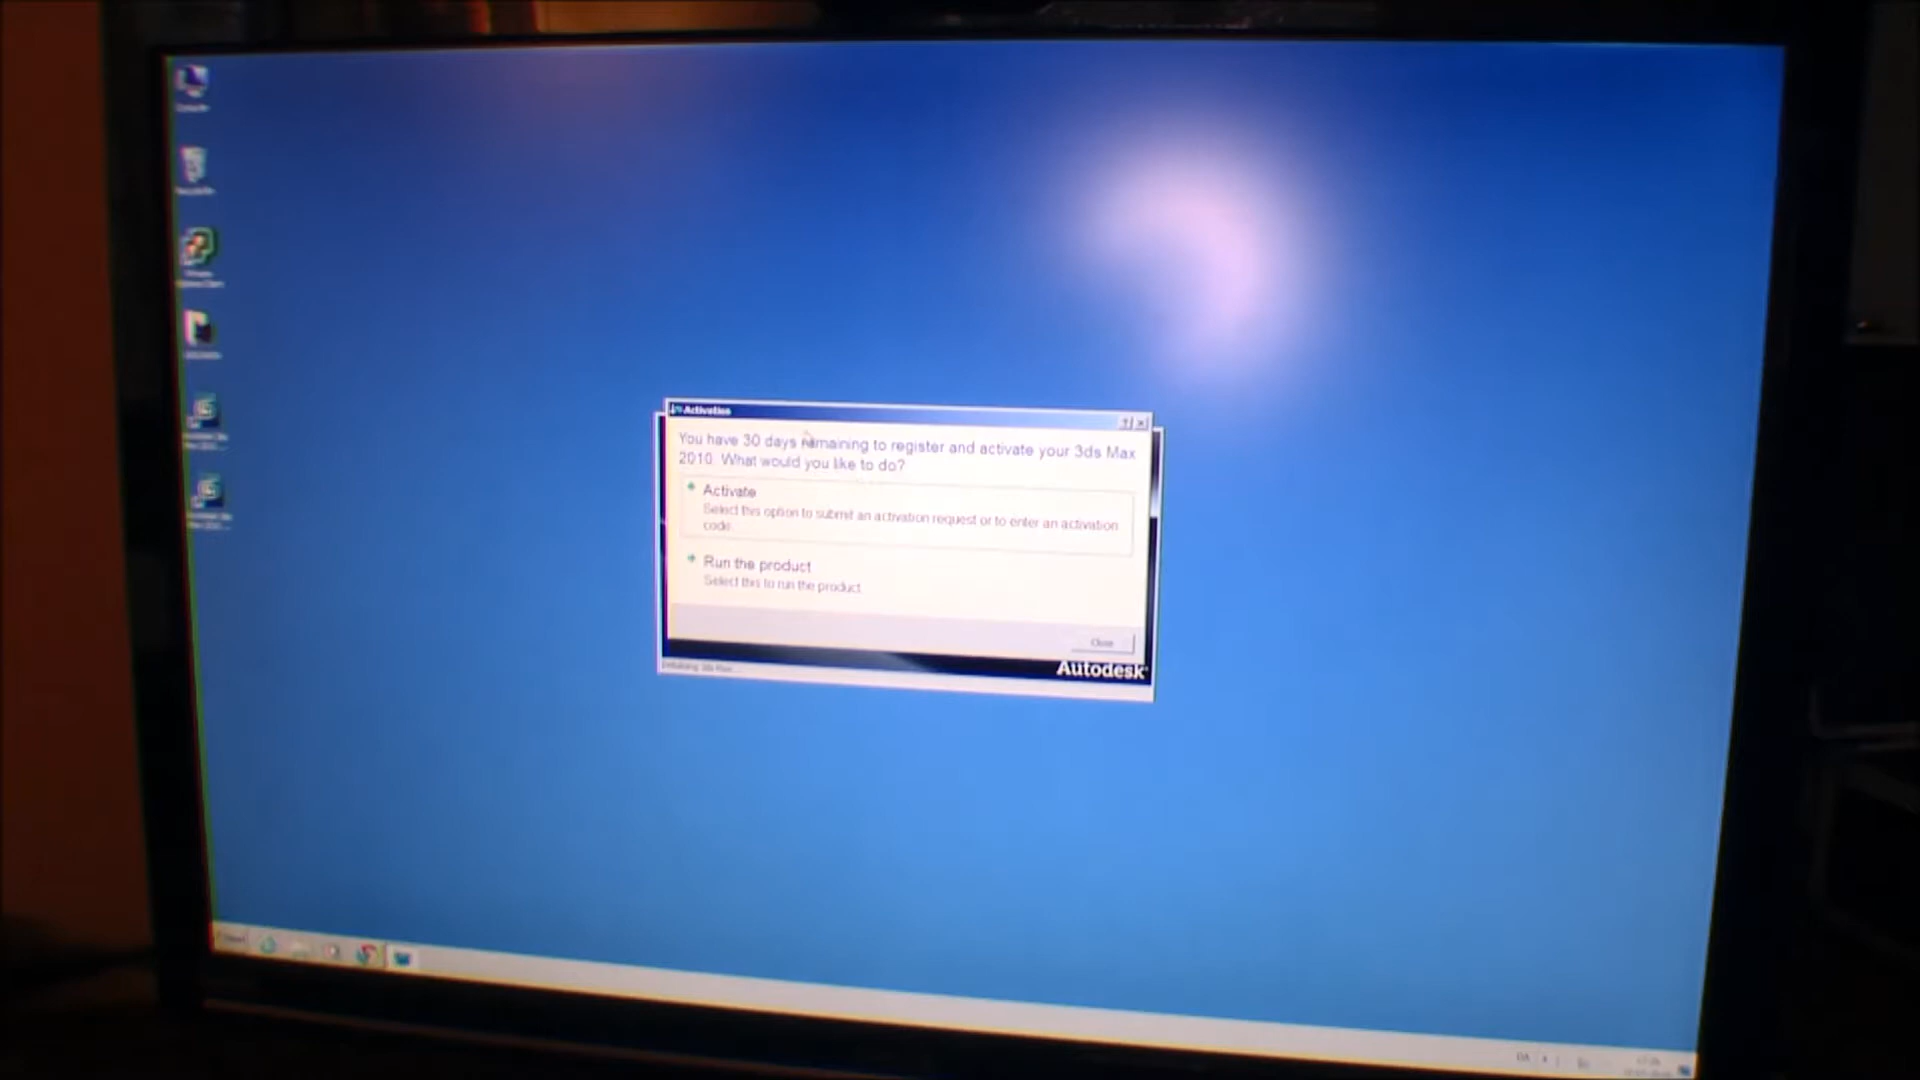 Activation
You have 30 days remaining to register and activate your 3ds Max
2010. What would you like to do?
Activate
Select this option to submit an activation request or to enter an activation
code.
Run the product
Select this to run the product.
Close
Autodesk